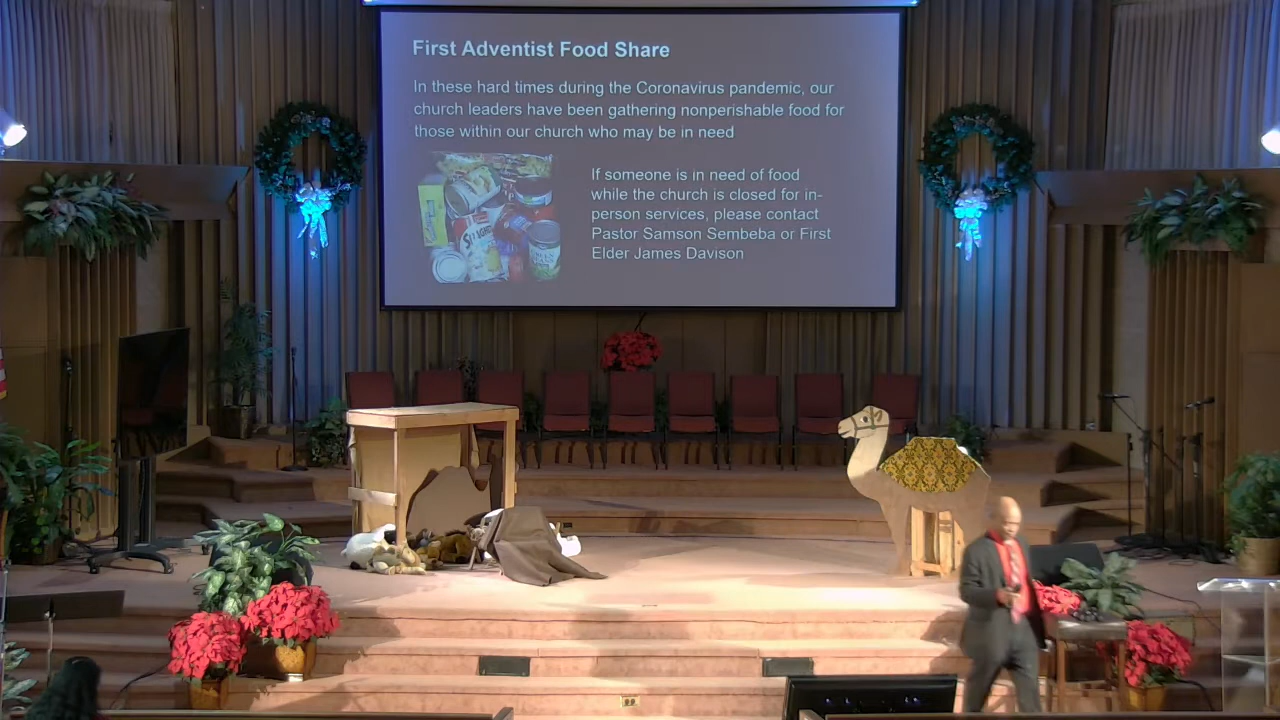 First Adventist Food Share
In these hard times during the Coronavirus pandemic, our
church leaders have been gathering nonperishable food for
those within our church who may be in need
If someone is in need of food
while the church is closed for in-
person services, please contact
Pastor Samson Sembeba or First
Elder James Davison